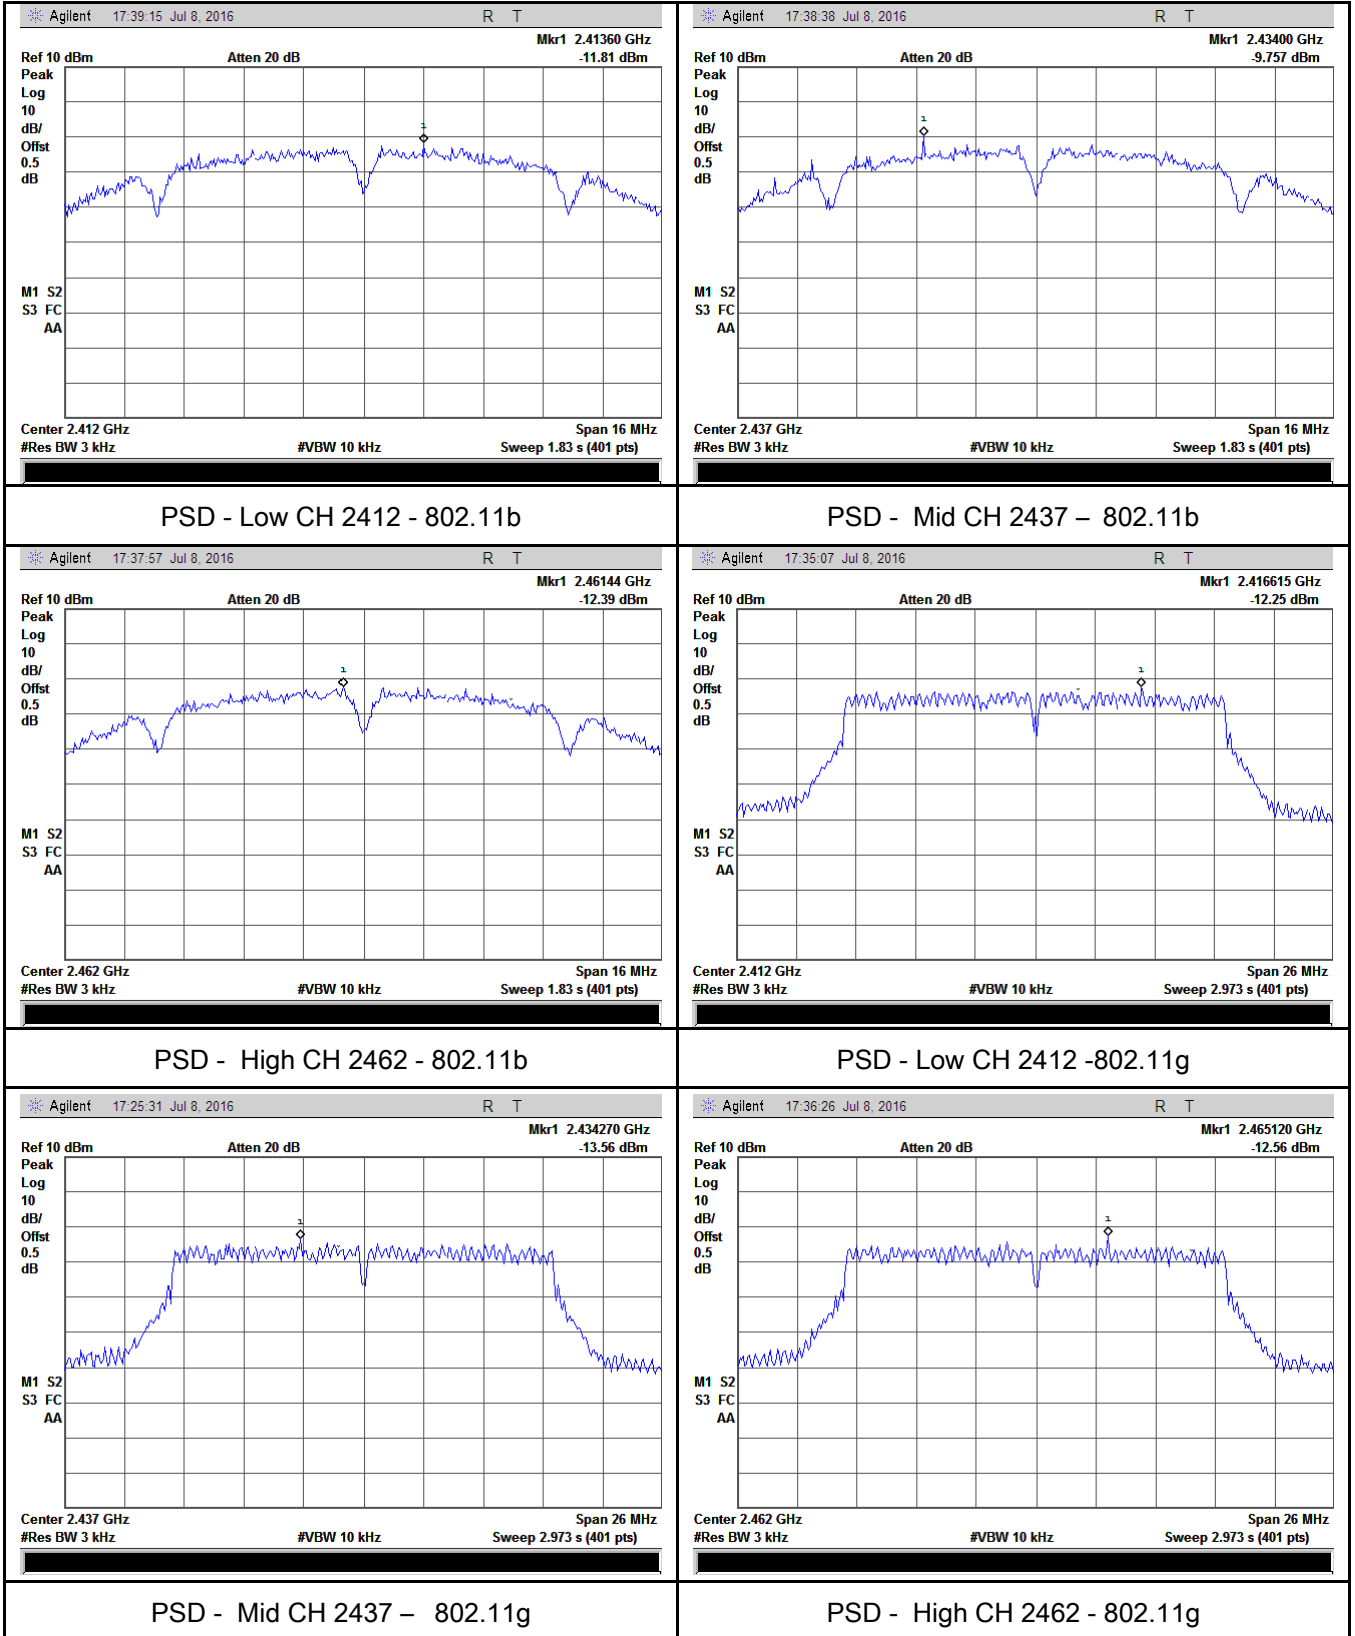 Agilent 17:39:15 Jul 8, 2016 R T
Mkr1 2.41360 GHz
Ref 10 dBm Atten 20 dB -11.81 dBm
Peak
Log
10
dB/
Offst
0.5
dB
1
M1 S2
S3 FC
AA
Center 2.412 GHz Span 16 MHz
#Res BW 3 kHz #VBW 10 kHz Sweep 1.83 s (401 pts)
PSD - Low CH 2412 - 802.11b
Agilent 17:38:38 Jul 8, 2016 R T
Mkr1 2.43400 GHz
Ref 10 dBm Atten 20 dB -9.757 dBm
Peak
Log
10
dB/
Offst
0.5
dB
1
M1 S2
S3 FC
AA
Center 2.437 GHz Span 16 MHz
#Res BW 3 kHz #VBW 10 kHz Sweep 1.83 s (401 pts)
PSD - Mid CH 2437 – 802.11b
Agilent 17:37:57 Jul 8, 2016 R T
Mkr1 2.46144 GHz
Ref 10 dBm Atten 20 dB -12.39 dBm
Peak
Log
10
dB/
Offst
0.5
dB
1
M1 S2
S3 FC
AA
Center 2.462 GHz Span 16 MHz
#Res BW 3 kHz #VBW 10 kHz Sweep 1.83 s (401 pts)
PSD - High CH 2462 - 802.11b
Agilent 17:35:07 Jul 8, 2016 R T
Mkr1 2.416615 GHz
Ref 10 dBm Atten 20 dB -12.25 dBm
Peak
Log
10
dB/
Offst
0.5
dB
1
M1 S2
S3 FC
AA
Center 2.412 GHz Span 26 MHz
#Res BW 3 kHz #VBW 10 kHz Sweep 2.973 s (401 pts)
PSD - Low CH 2412 -802.11g
Agilent 17:25:31 Jul 8, 2016 R T
Mkr1 2.434270 GHz
Ref 10 dBm Atten 20 dB -13.56 dBm
Peak
Log
10
dB/
Offst
0.5
dB
1
M1 S2
S3 FC
AA
Center 2.437 GHz Span 26 MHz
#Res BW 3 kHz #VBW 10 kHz Sweep 2.973 s (401 pts)
PSD - Mid CH 2437 – 802.11g
Agilent 17:36:26 Jul 8, 2016 R T
Mkr1 2.465120 GHz
Ref 10 dBm Atten 20 dB -12.56 dBm
Peak
Log
10
dB/
Offst
0.5
dB
1
M1 S2
S3 FC
AA
Center 2.462 GHz Span 26 MHz
#Res BW 3 kHz #VBW 10 kHz Sweep 2.973 s (401 pts)
PSD - High CH 2462 - 802.11g